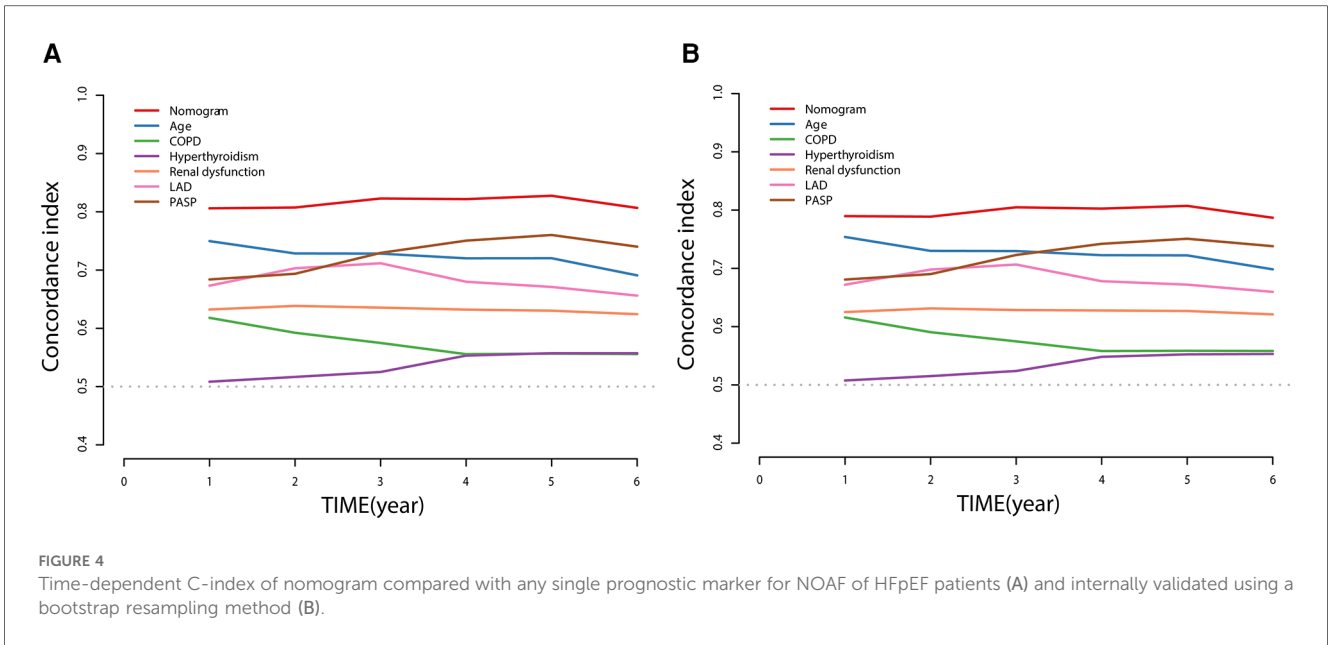 A
Concordance index
1.0
0.9
0.8
0.7
0.6
0.5
0.4
Nomogram
Age
COPD
Hyperthyroidism
Renal dysfunction
LAD
PASP
0 1 2 3 4 5 6
TIME(year)
B
Concordance index
1.0
0.9
0.8
0.7
0.6
0.5
0.4
Nomogram
Age
COPD
Hyperthyroidism
Renal dysfunction
LAD
PASP
0 1 2 3 4 5 6
TIME(year)
FIGURE 4
Time-dependent C-index of nomogram compared with any single prognostic marker for NOAF of HFpEF patients (A) and internally validated using a
bootstrap resampling method (B).